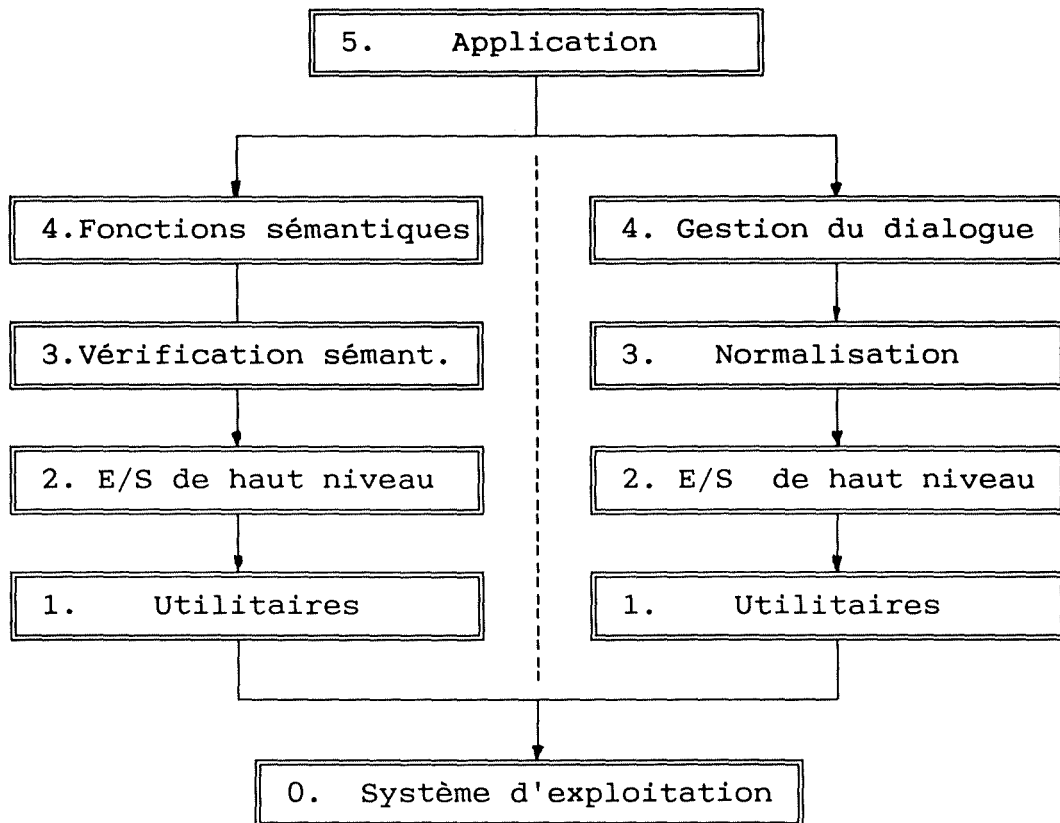 5. Application
4.Fonctions sémantiques
4. Gestion du dialogue
3.Vérification sémant.
3. Normalisation
2. E/S de haut niveau
2. E/S de haut niveau
1. Utilitaires
1. Utilitaires
0. Système d'exploitation